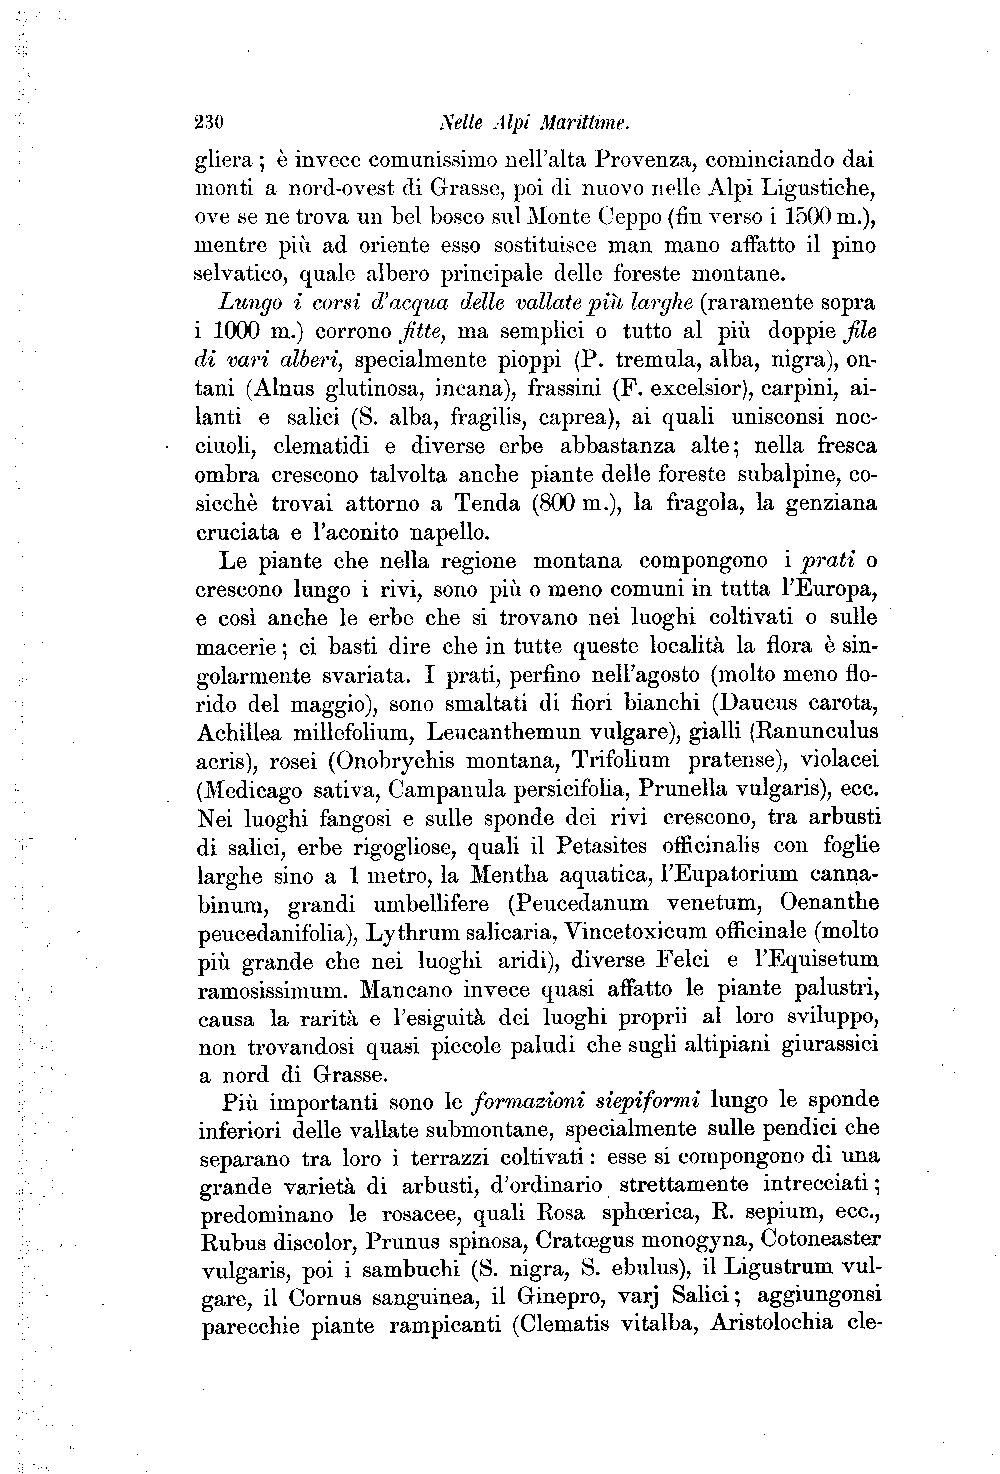 230 Nelle Alpi Marittime.
gliera ; è invece comunissimo nell'alta Provenza, cominciando dai
monti a nord-ovest di Grasse, poi di nuovo nelle Alpi Ligustiche,
ove se ne trova un bel bosco sul Monte Ceppo (fin verso i 1500 m.),
mentre più ad oriente esso sostituisce man mano affatto il pino
selvatico, quale albero principale delle foreste montane.
Lungo i corsi d'acqua delle vallate più larghe (raramente sopra
i 1000 m.) corrono fitte, ma semplici o tutto al più doppie file
di vari alberi, specialmente pioppi (P. tremula, alba, nigra), on-
tani (Alnus glutinosa, incana), frassini (F. excelsior), carpini, ai-
lanti e salici (S. alba, fragilis, caprea), ai quali unisconsi noc-
ciuoli, clematidi e diverse erbe abbastanza alte; nella fresca
ombra crescono talvolta anche piante delle foreste subalpine, co-
sicchè trovai attorno a Tenda (800 m.), la fragola, la genziana
cruciata e l'aconito napello.
Le piante che nella regione montana compongono i prati o
crescono lungo i rivi, sono più o meno comuni in tutta l'Europa,
e così anche le erbe che si trovano nei luoghi coltivati o sulle
macerie ; ci basti dire che in tutte queste località la flora è sin-
golarmente svariata. I prati, perfino nell'agosto (molto meno flo-
rido del maggio), sono smaltati di fiori bianchi (Daucus carota,
Achillea millefolium, Leucanthemun vulgare), gialli (Ranunculus
acris), rosei (Onobrychis montana, Trifolium pratense), violacei
(Medicago sativa, Campanula persicifolia, Prunella vulgaris), ecc.
Nei luoghi fangosi e sulle sponde dei rivi crescono, tra arbusti
di salici, erbe rigogliose, quali il Petasites officinalis con foglie
larghe sino a 1 metro, la Mentha aquatica, l'Eupatorium canna-
binum, grandi umbellifere (Peucedanum venetum, Oenanthe
peucedanifolia), Lythrum salicaria, Vincetoxicum officinale (molto
più grande che nei luoghi aridi), diverse Felci e l'Equisetum
ramosissimum. Mancano invece quasi affatto le piante palustri,
causa la rarità e l'esiguità dei luoghi proprii al loro sviluppo,
non trovandosi quasi piccole paludi che sugli altipiani giurassici
a nord di Grasse.
Più importanti sono le formazioni siepiformi lungo le sponde
inferiori delle vallate submontane, specialmente sulle pendici che
separano tra loro i terrazzi coltivati : esse si compongono di una
grande varietà di arbusti, d'ordinario strettamente intrecciati ;
predominano le rosacee, quali Rosa sphœrica, R. sepium, ecc.,
Rubus discolor, Prunus spinosa, Cratœgus monogyna, Cotoneaster
vulgaris, poi i sambuchi (S. nigra, S. ebulus), il Ligustrum vul-
gare, il Cornus sanguinea, il Ginepro, varj Salici ; aggiungonsi
parecchie piante rampicanti (Clematis vitalba, Aristolochia cle-